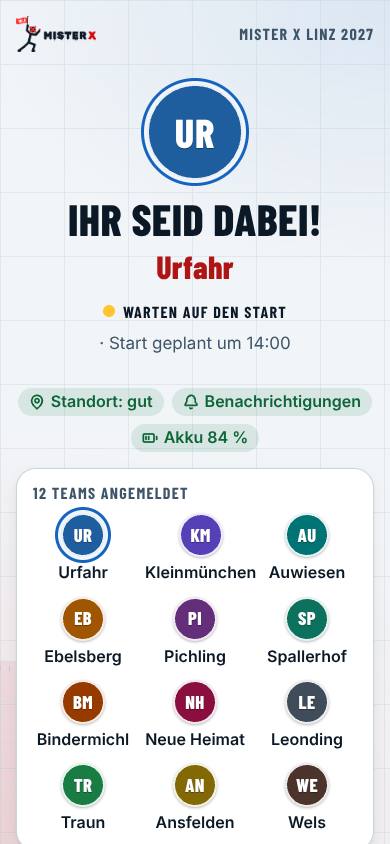 MISTER X
MISTER X LINZ 2027
UR
IHR SEID DABEI!
Urfahr
WARTEN AUF DEN START
· Start geplant um 14:00
Standort: gut
Benachrichtigungen
Akku 84 %
12 TEAMS ANGEMELDET
UR KM AU
Urfahr Kleinmünchen Auwiesen
EB PI SP
Ebelsberg Pichling Spallerhof
BM NH LE
Bindermichl Neue Heimat Leonding
TR AN WE
Traun Ansfelden Wels